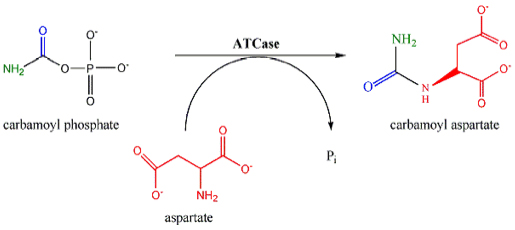 O
O⁻
NH₂
O
P
O⁻
O
carbamoyl phosphate
ATCase
O
O⁻
O
O⁻
NH₂
aspartate
Pᵢ
O⁻
NH₂
O
O
N
H
O⁻
O
carbamoyl aspartate